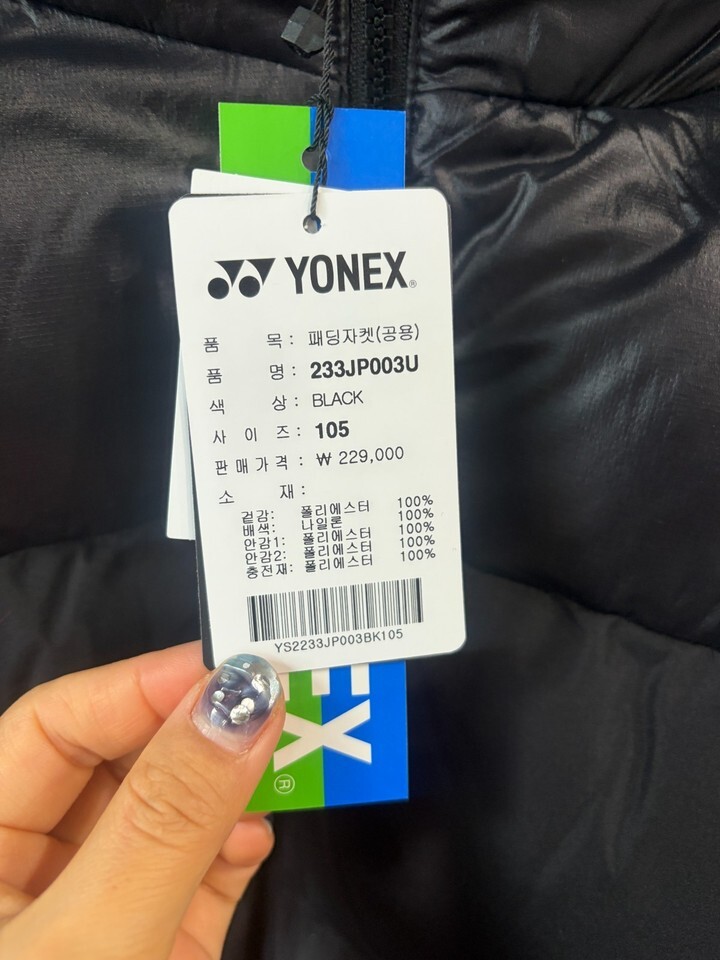 YONEX®
품 목 : 패딩자켓(공용)
품 명 : 233JP003U
색 상 : BLACK
사 이 즈 : 105
판 매 가 격 : ₩ 229,000
소 재 :
겉감: 폴리에스터 100%
배색: 나일론 100%
안감1: 폴리에스터 100%
안감2: 폴리에스터 100%
충전재: 폴리에스터 100%
YS2233JP003BK105
EX®